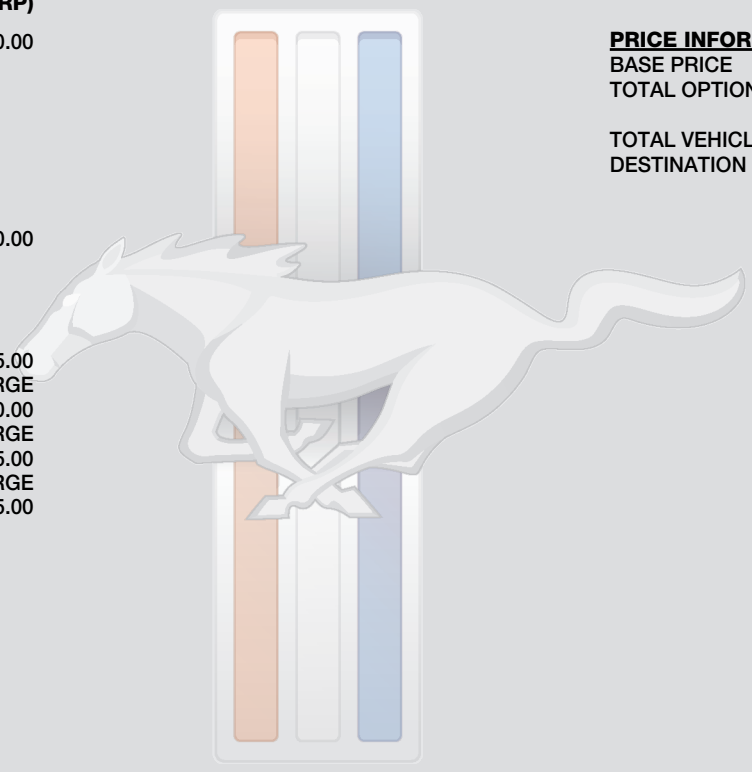 RP)
0.00
0.00
5.00
RGE
0.00
RGE
5.00
RGE
5.00
PRICE INFOR
BASE PRICE
TOTAL OPTION
TOTAL VEHICL
DESTINATION